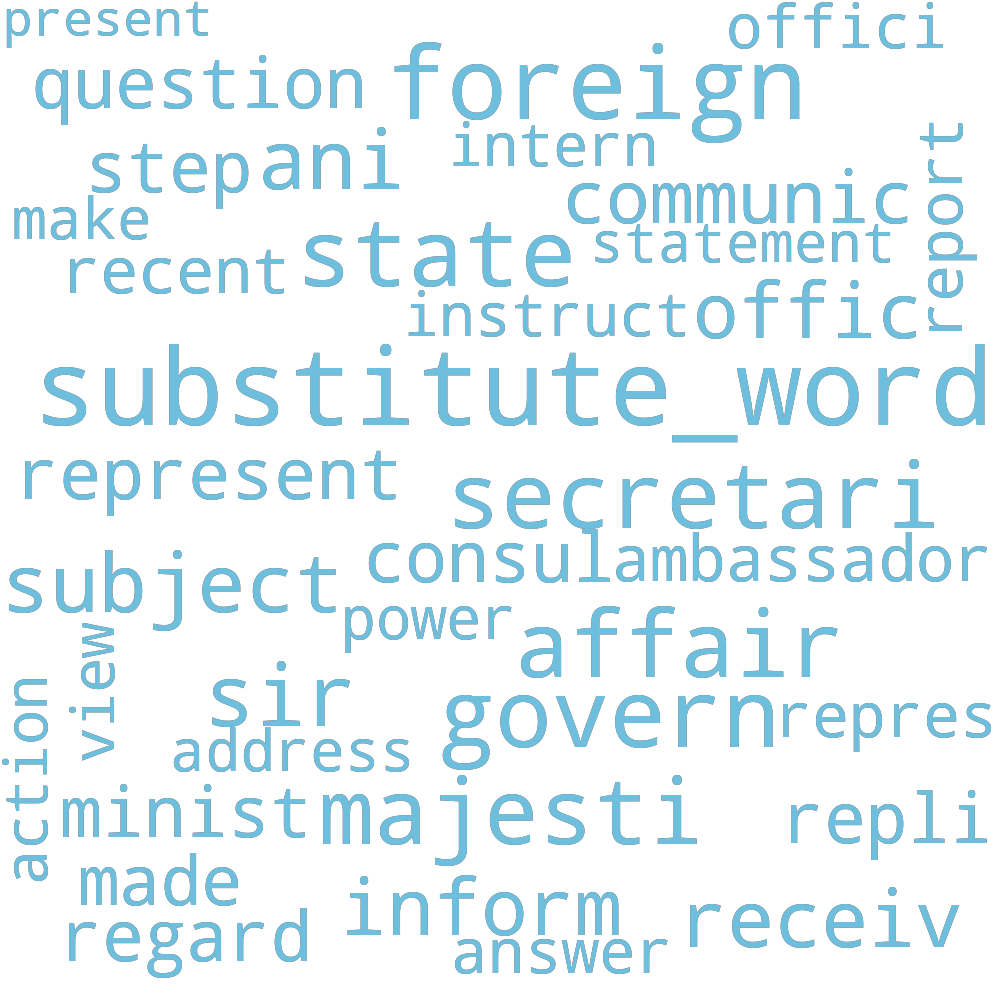 present
offici
question
foreign
step
ani
intern
report
make
communic
recent
state
statement
instruct
offic
substitute_word
represent
secretari
consul
ambassador
subject
power
affair
view
sir
govern
repres
action
address
minist
majesti
repli
made
inform
receiv
regard
answer